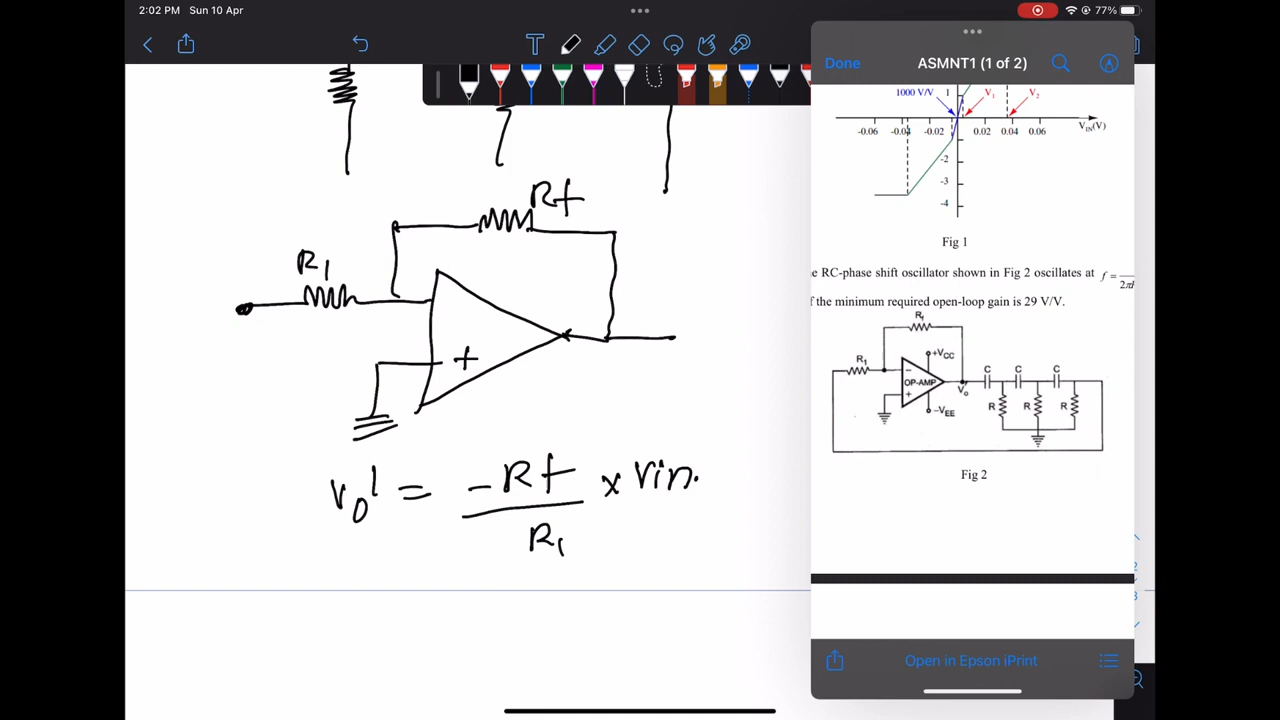 2:02 PM Sun 10 Apr
77%
T
Done
ASMNT1 (1 of 2)
1000 V/V
1
V1
V2
VIN(V)
-0.06
-0.04
-0.02
0.02
0.04
0.06
-2
-3
-4
Fig 1
e RC-phase shift oscillator shown in Fig 2 oscillates at f =
2π
f the minimum required open-loop gain is 29 V/V.
Rf
R1
+VCC
C
C
C
−
OP-AMP
+
Vo
-VEE
R
R
R
Fig 2
Open in Epson iPrint
Rf
R1
+
Vo' = -Rf/R1 × Vin.